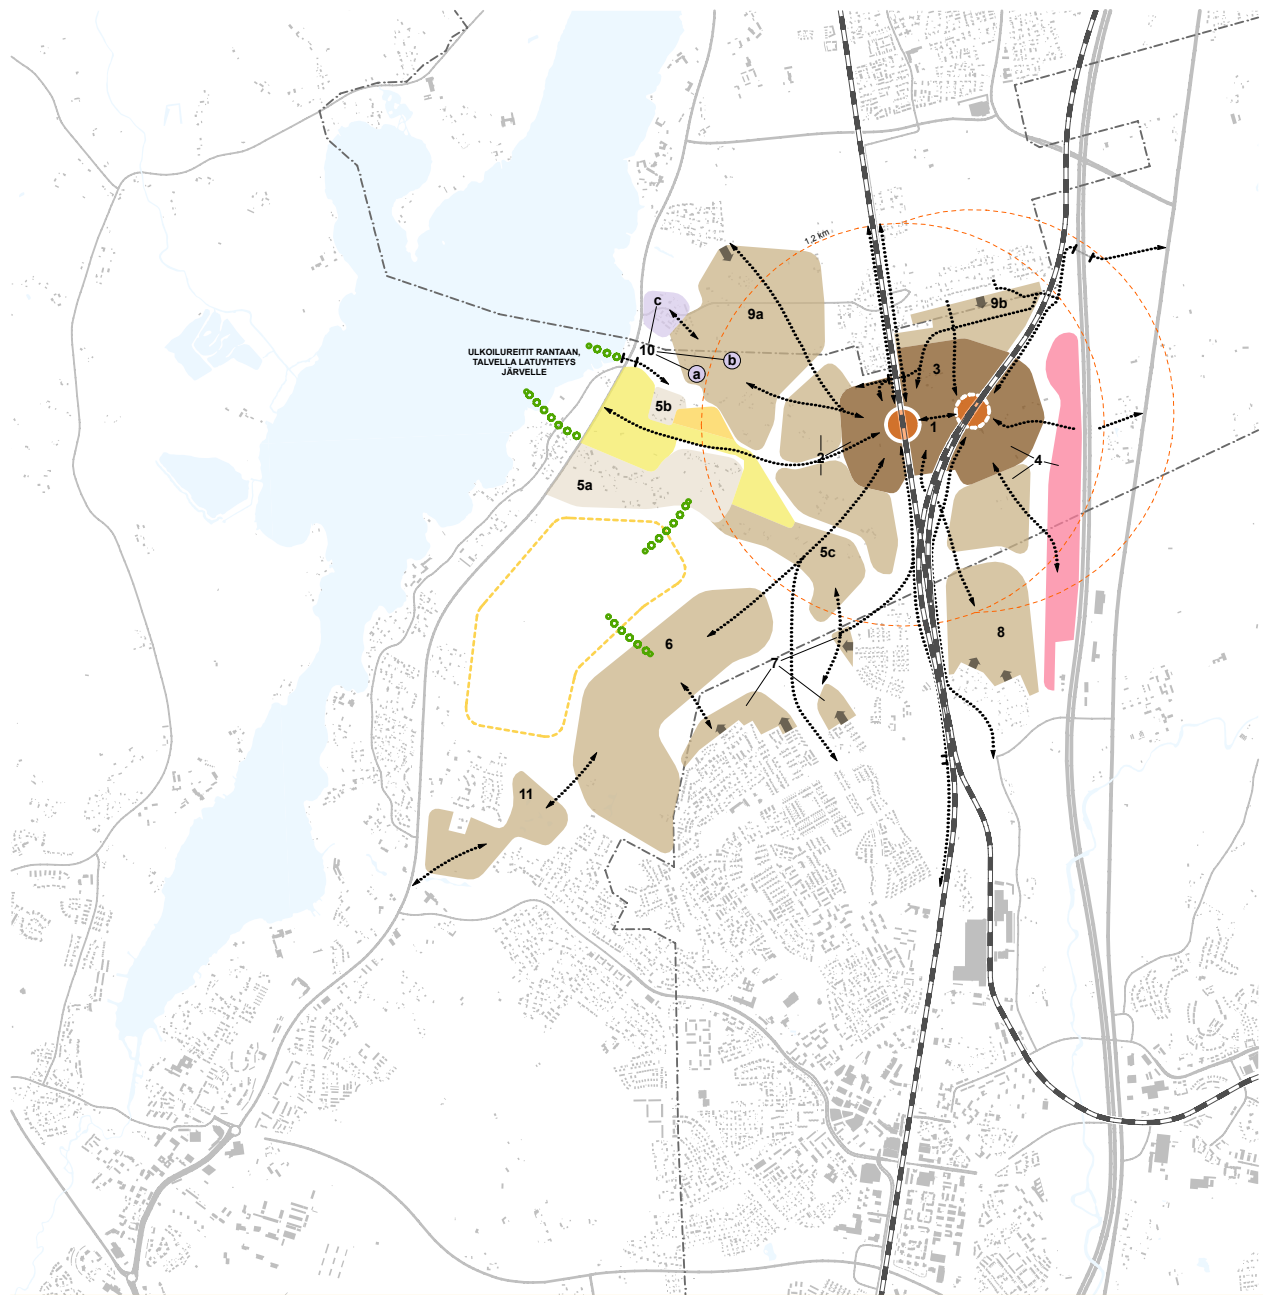 1,2 km
c
9b
9a
ULKOILUREITIT RANTAAN,
TALVELLA LATUYHTEYS
JÄRVELLE
10
b
a
3
5b
1
2
4
5a
5c
8
6
7
11